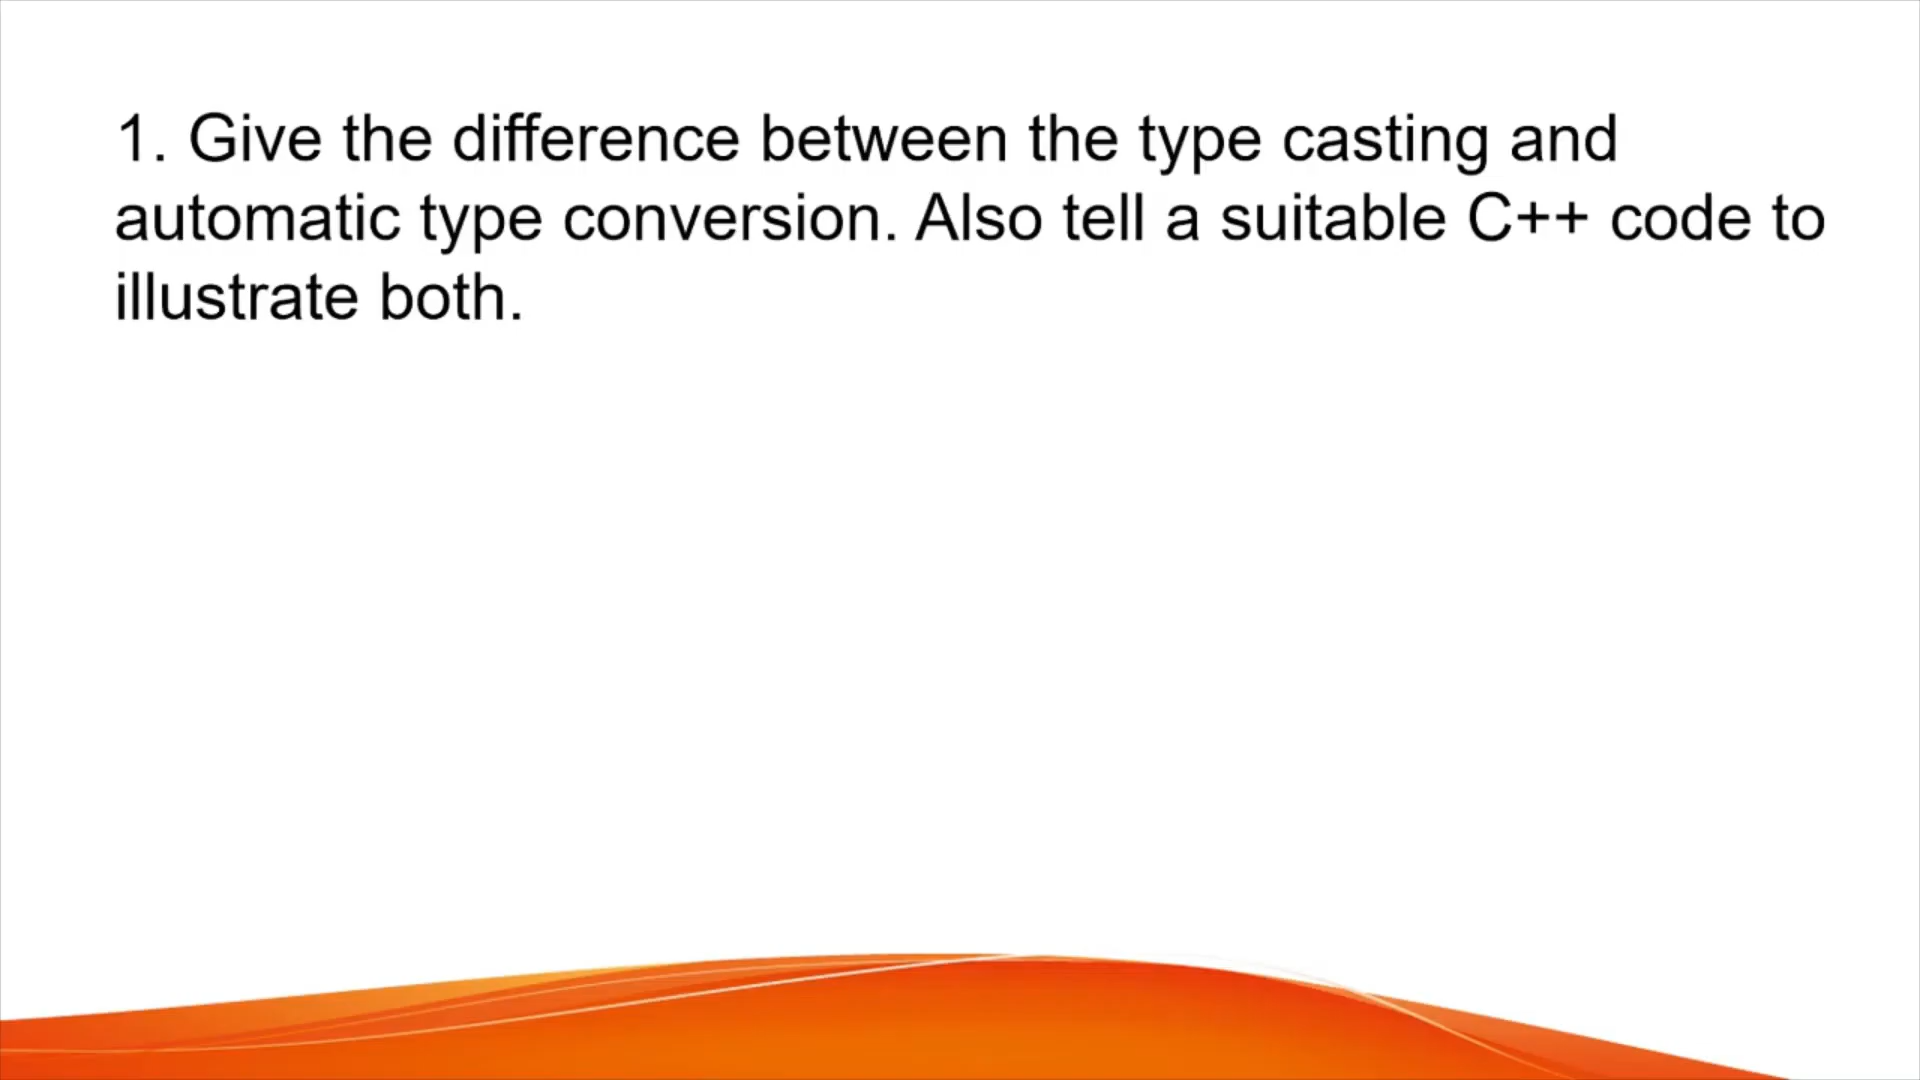 1. Give the difference between the type casting and
automatic type conversion. Also tell a suitable C++ code to
illustrate both.